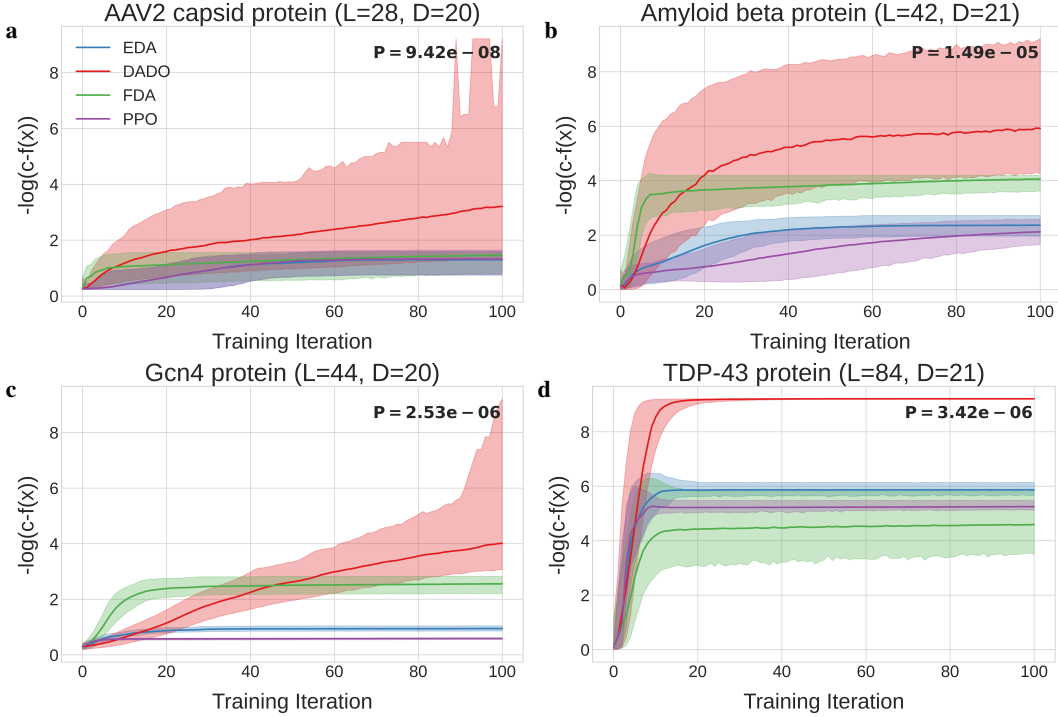 a
AAV2 capsid protein (L=28, D=20)
EDA
DADO
FDA
PPO
P = 9.42e − 08
-log(c-f(x))
8
6
4
2
0
0 20 40 60 80 100
Training Iteration
b
Amyloid beta protein (L=42, D=21)
P = 1.49e − 05
-log(c-f(x))
8
6
4
2
0
0 20 40 60 80 100
Training Iteration
c
Gcn4 protein (L=44, D=20)
P = 2.53e − 06
-log(c-f(x))
8
6
4
2
0
0 20 40 60 80 100
Training Iteration
d
TDP-43 protein (L=84, D=21)
P = 3.42e − 06
-log(c-f(x))
8
6
4
2
0
0 20 40 60 80 100
Training Iteration